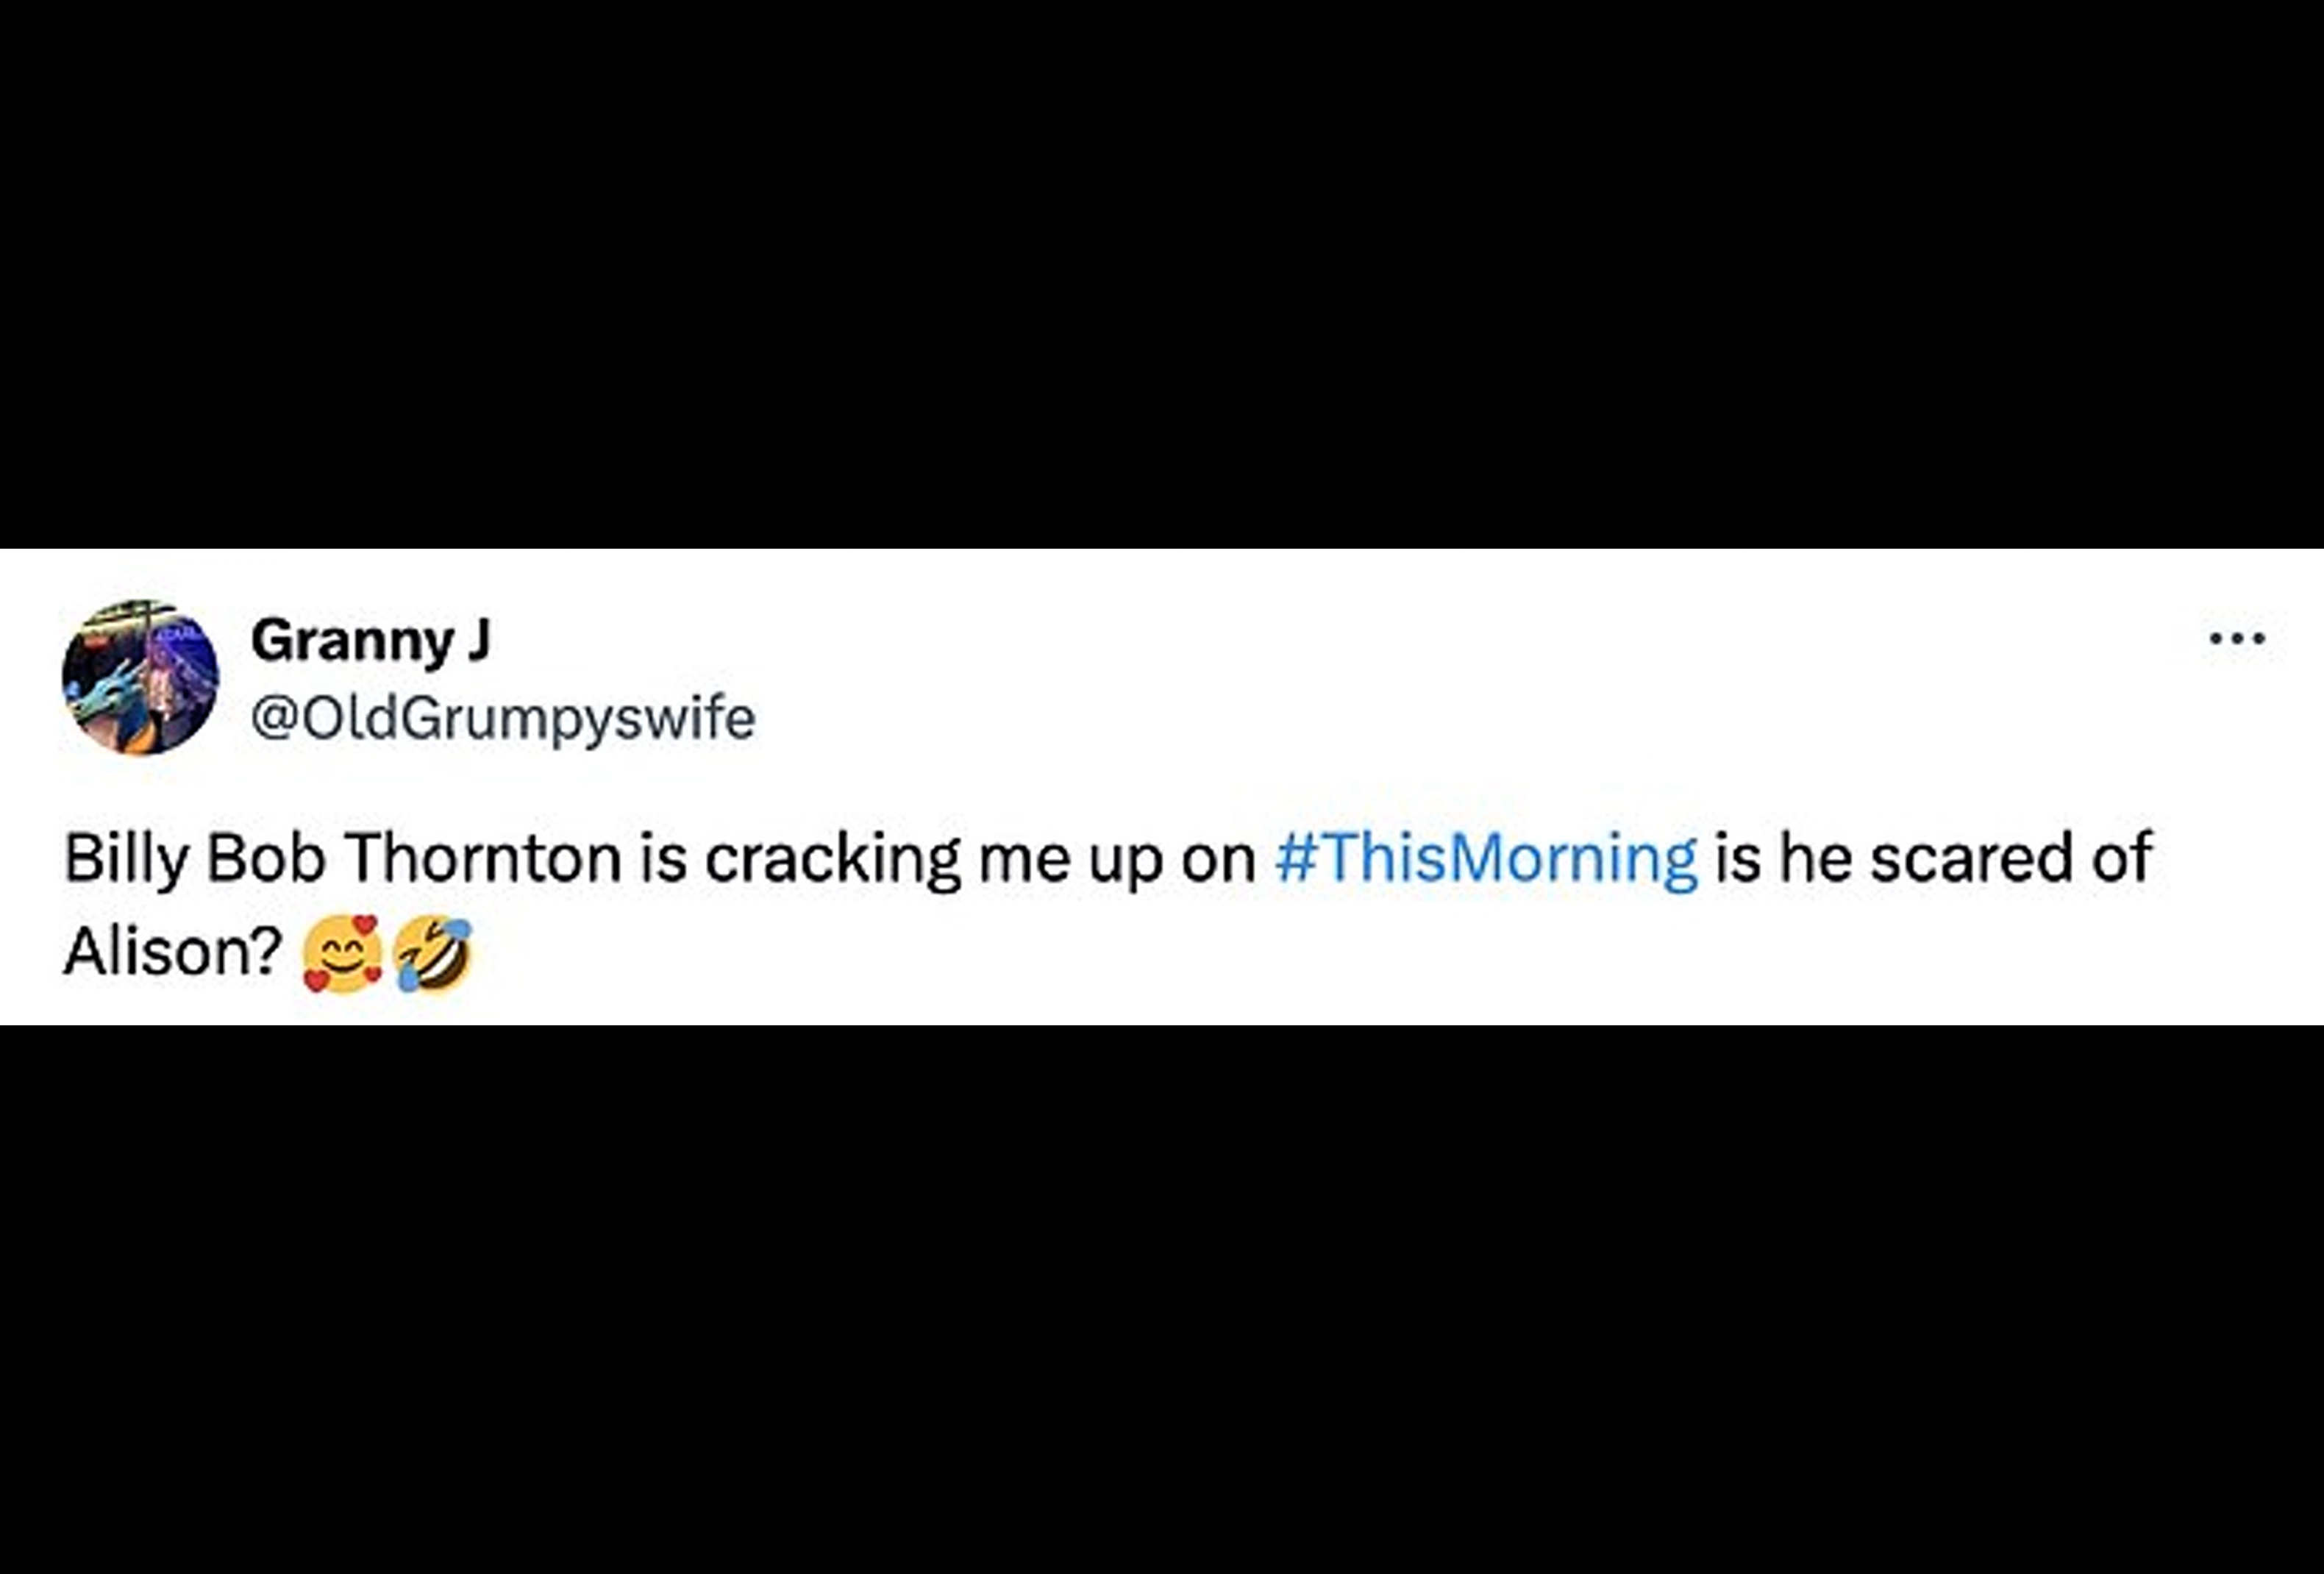 Granny J
@OldGrumpyswife
Billy Bob Thornton is cracking me up on #ThisMorning is he scared of
Alison? 🥰🤣